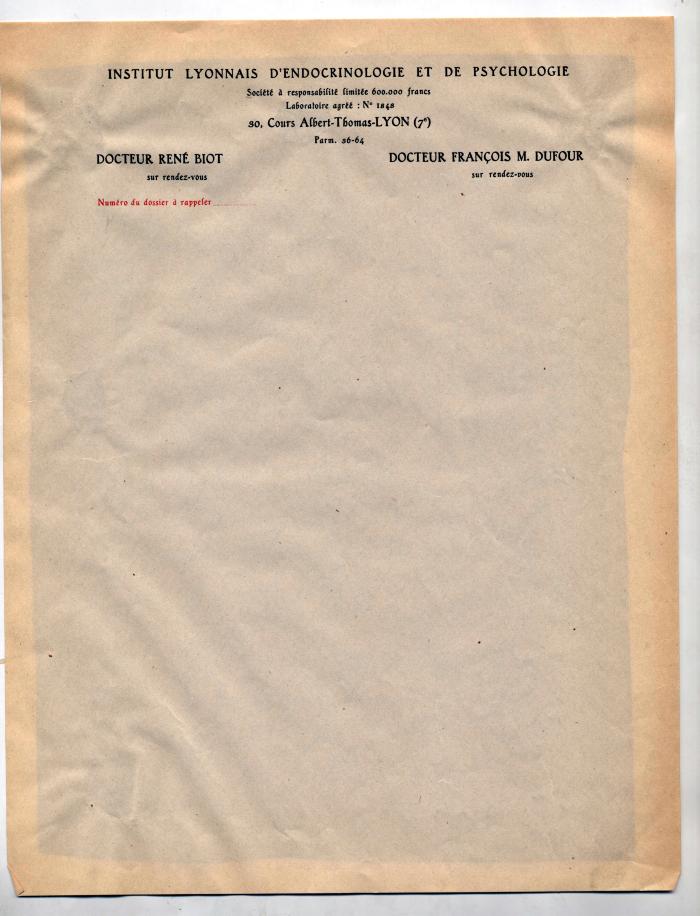 INSTITUT LYONNAIS D'ENDOCRINOLOGIE ET DE PSYCHOLOGIE
Société à responsabilité limitée 600.000 francs
Laboratoire agréé : N° 1848
30, Cours Albert-Thomas-LYON (7e)
Parm. 36-64
DOCTEUR RENÉ BIOT
sur rendez-vous
DOCTEUR FRANÇOIS M. DUFOUR
sur rendez-vous
Numéro du dossier à rappeler